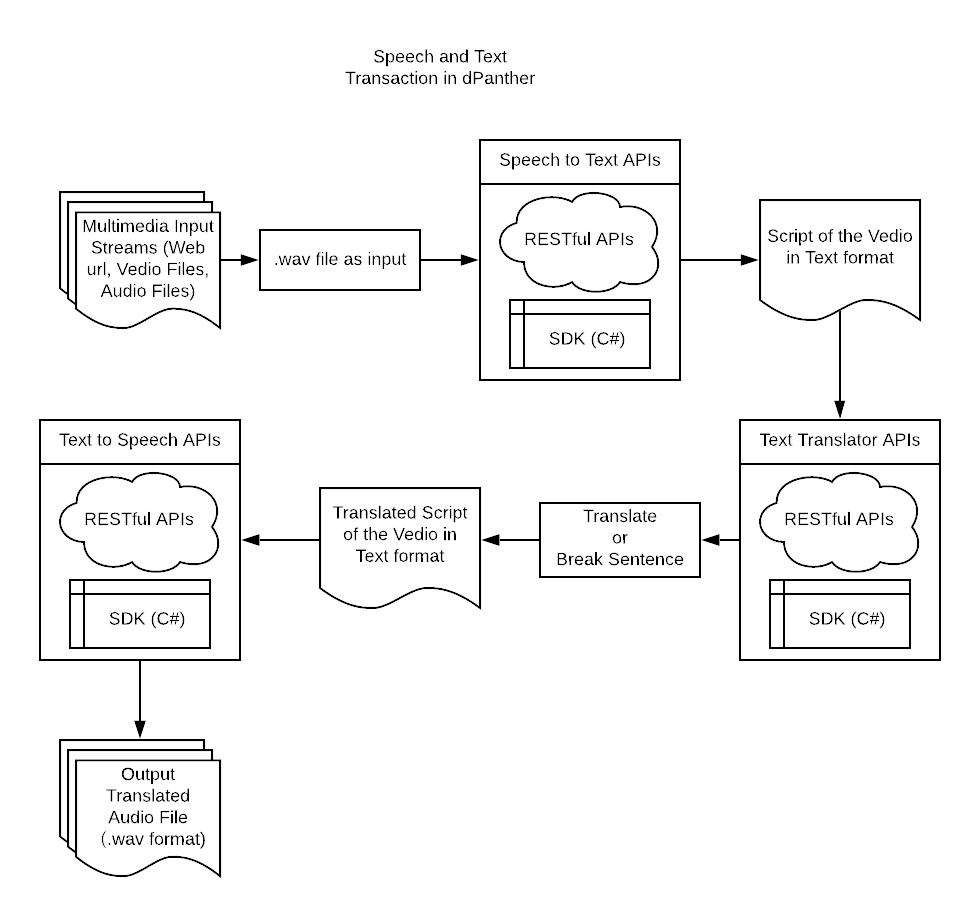 Speech and Text
Transaction in dPanther
Speech to Text APIs
RESTful APIs
SDK (C#)
Multimedia Input
Streams (Web
url, Vedio Files,
Audio Files)
.wav file as input
Script of the Vedio
in Text format
Text to Speech APIs
RESTful APIs
SDK (C#)
Translated Script
of the Vedio in
Text format
Translate
or
Break Sentence
Text Translator APIs
RESTful APIs
SDK (C#)
Output
Translated
Audio File
(.wav format)